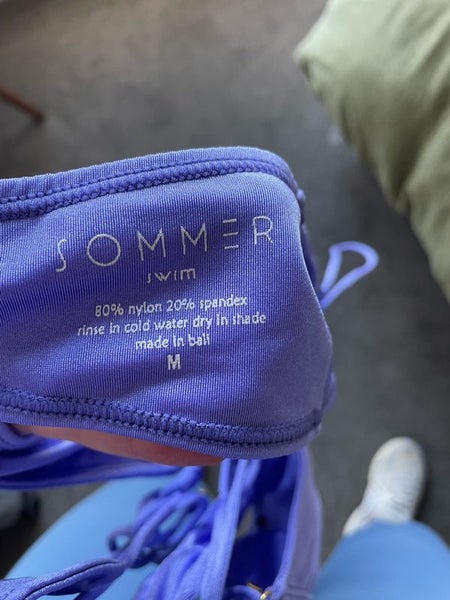 SOMMER
swim
80% nylon 20% spandex
rinse in cold water dry in shade
made in bali
M